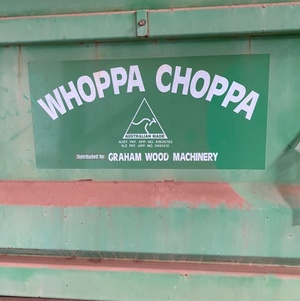 WHOPPA CHOPPA
AUSTRALIAN MADE
Distributed by: GRAHAM WOOD MACHINERY